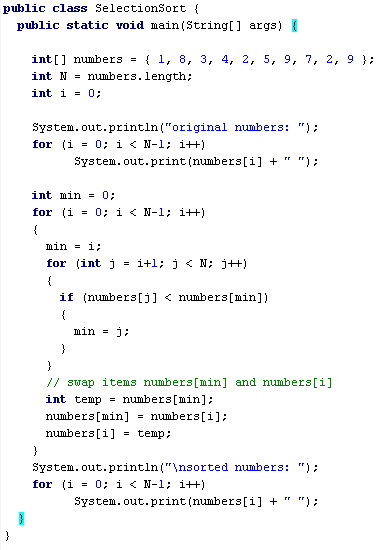 public class SelectionSort {
  public static void main(String[] args) {

    int[] numbers = { 1, 8, 3, 4, 2, 5, 9, 7, 2, 9 };
    int N = numbers.length;
    int i = 0;

    System.out.println("original numbers: ");
    for (i = 0; i < N-1; i++)
          System.out.print(numbers[i] + " ");

    int min = 0;
    for (i = 0; i < N-1; i++)
    {
      min = i;
      for (int j = i+1; j < N; j++)
      {
        if (numbers[j] < numbers[min])
        {
          min = j;
        }
      }
      // swap items numbers[min] and numbers[i]
      int temp = numbers[min];
      numbers[min] = numbers[i];
      numbers[i] = temp;
    }
    System.out.println("\nsorted numbers: ");
    for (i = 0; i < N-1; i++)
          System.out.print(numbers[i] + " ");
  }
}